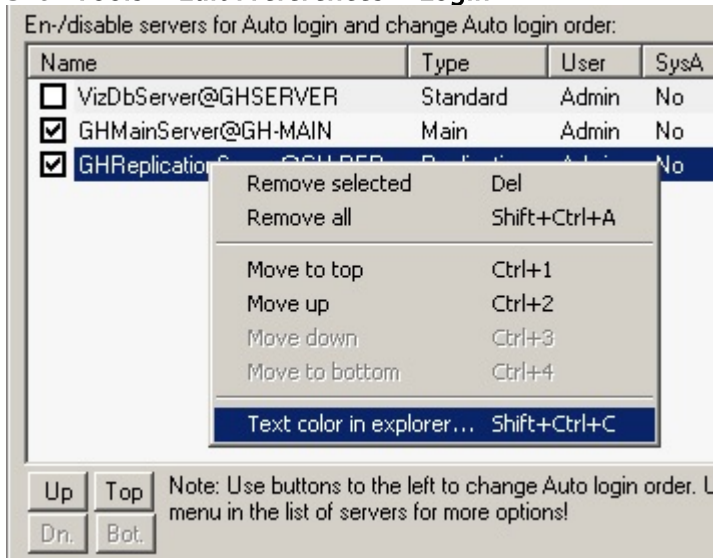 En-/disable servers for Auto login and change Auto login order:
Name Type User SysA
VizDbServer@GHSERVER Standard Admin No
GHMainServer@GH-MAIN Main Admin No
No
Remove selected Del
Remove all Shift+Ctrl+A
Move to top Ctrl+1
Move up Ctrl+2
Move down Ctrl+3
Move to bottom Ctrl+4
Text color in explorer... Shift+Ctrl+C
Up Top Note: Use buttons to the left to change Auto login order. U
Dn. Bot. menu in the list of servers for more options!